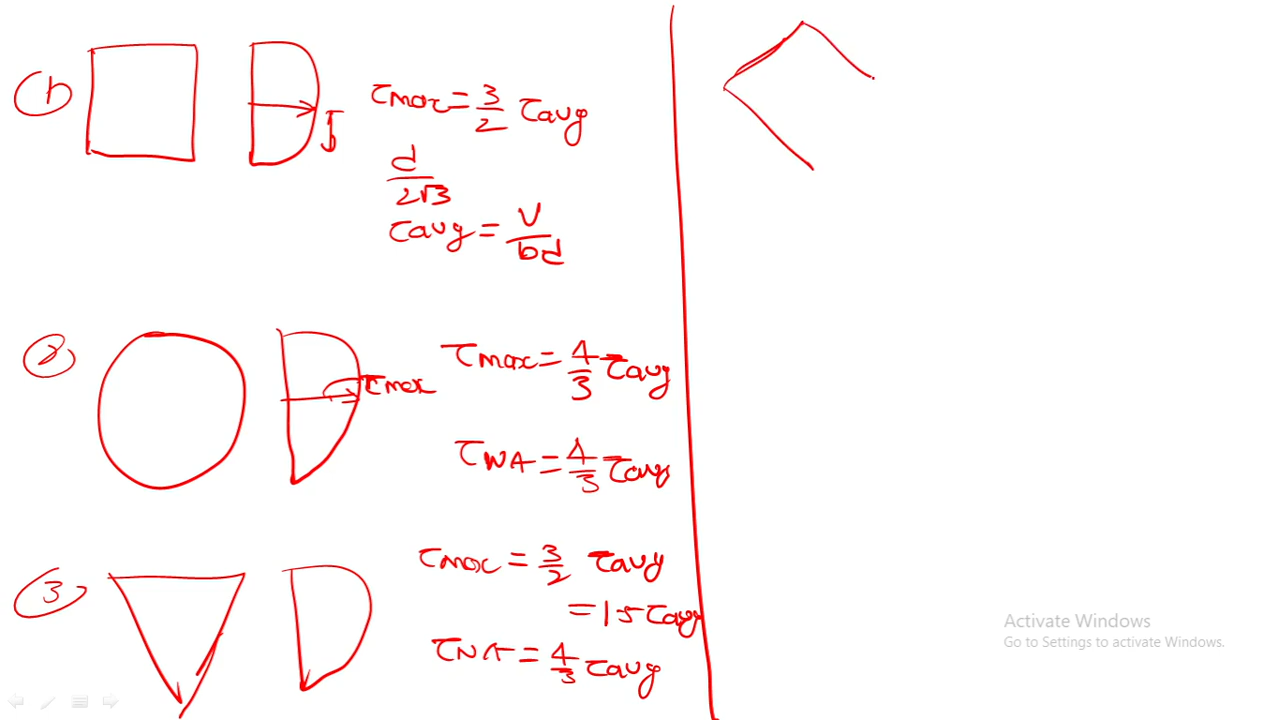 1
τmax = 3/2 τavg
d/2√3
τavg = V/bd
2
τmax = 4/3 τavg
τmax
τNA = 4/3 τavg
3
τmax = 3/2 τavg
= 1.5 τavg
τNA = 4/3 τavg
Activate Windows
Go to Settings to activate Windows.